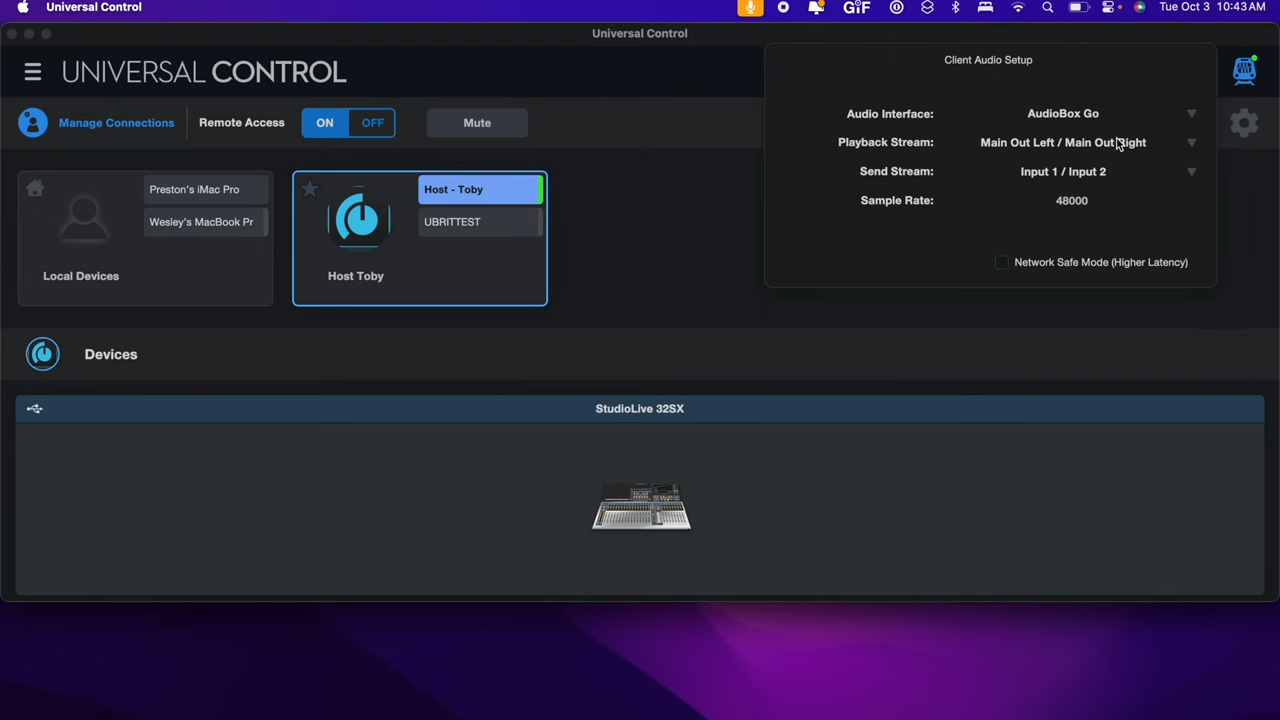 Universal Control
GIF
Tue Oct 3 10:43 AM
Universal Control
UNIVERSAL CONTROL
Client Audio Setup
Audio Interface: AudioBox Go
Playback Stream: Main Out Left / Main Out Right
Send Stream: Input 1 / Input 2
Sample Rate: 48000
Network Safe Mode (Higher Latency)
Manage Connections
Remote Access
ON
OFF
Mute
Preston's iMac Pro
Wesley's MacBook Pr
Local Devices
Host - Toby
UBRITTEST
Host Toby
Devices
StudioLive 32SX